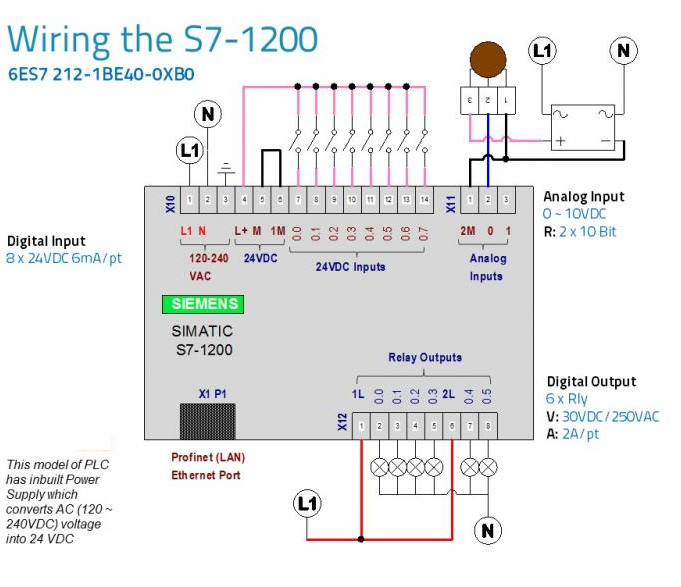 Wiring the S7-1200
6ES7 212-1BE40-0XB0
L1
N
3 2 1
+ −
N
L1
X10
1 2 3 4 5 6 7 8 9 10 11 12 13 14
X11
1 2 3
L1 N
L+ M 1M
0.0 0.1 0.2 0.3 0.4 0.5 0.6 0.7
2M 0 1
120-240
VAC
24VDC
24VDC Inputs
Analog
Inputs
Analog Input
0 ~ 10VDC
R: 2 x 10 Bit
Digital Input
8 x 24VDC 6mA/pt
SIEMENS
SIMATIC
S7-1200
X1 P1
Relay Outputs
1L 0.0 0.1 0.2 0.3 2L 0.4 0.5
X12
1 2 3 4 5 6 7 8
Digital Output
6 x Rly
V: 30VDC/250VAC
A: 2A/pt
Profinet (LAN)
Ethernet Port
This model of PLC
has inbuilt Power
Supply which
converts AC (120 ~
240VDC) voltage
into 24 VDC
L1
N